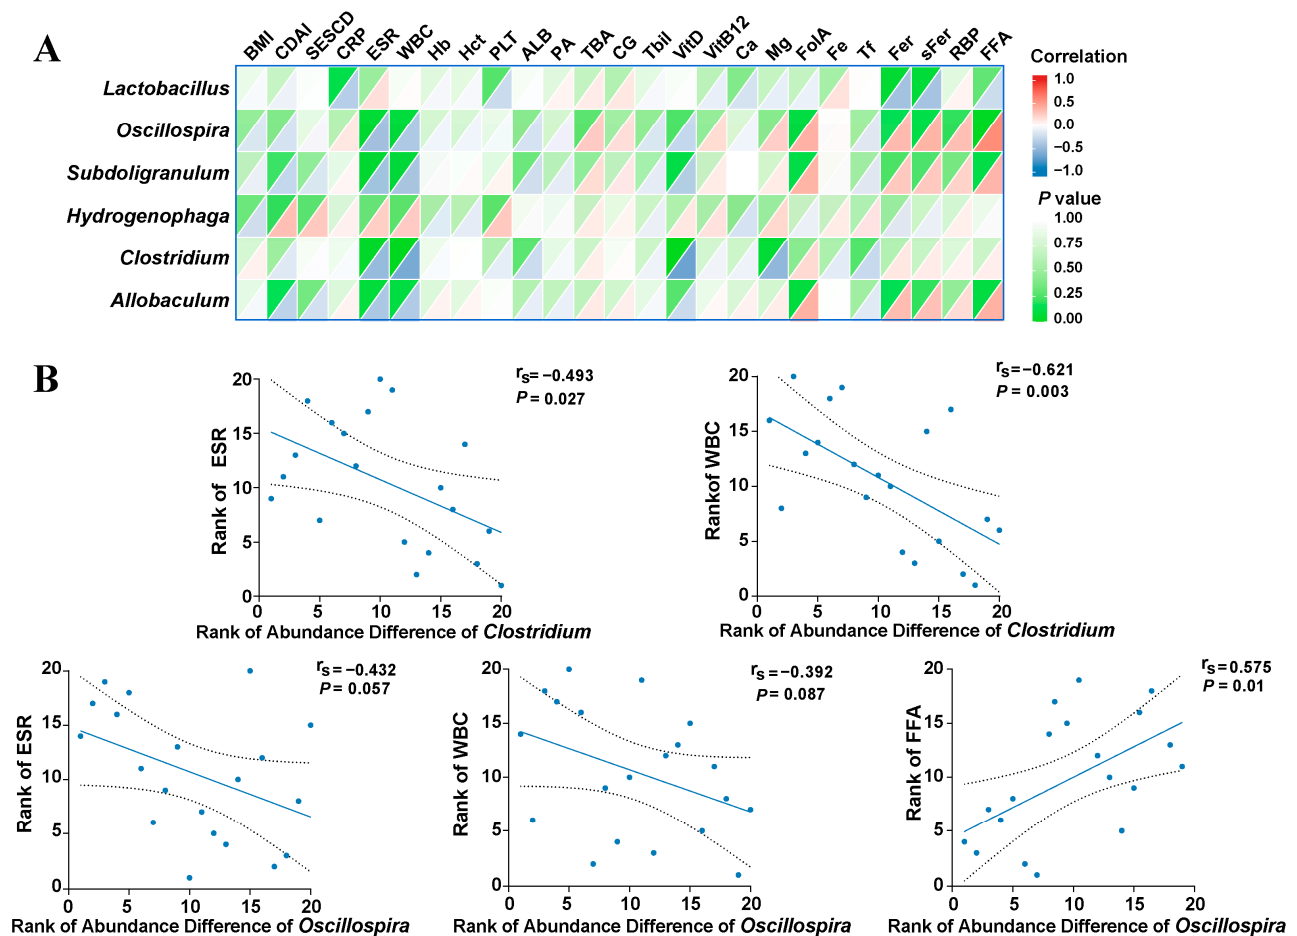 A
BMI CDAI SESCD CRP ESR WBC Hb Hct PLT ALB PA TBA CG Tbil VitD VitB12 Ca Mg FolA Fe Tf Fer sFer RBP FFA
Lactobacillus
Oscillospira
Subdoligranulum
Hydrogenophaga
Clostridium
Allobaculum
Correlation
1.0
0.5
0.0
−0.5
−1.0
P value
1.00
0.75
0.50
0.25
0.00
B
rS=−0.493
P = 0.027
20
15
10
5
0
Rank of ESR
0 5 10 15 20
Rank of Abundance Difference of Clostridium
rS=−0.621
P = 0.003
20
15
10
5
0
Rankof WBC
0 5 10 15 20
Rank of Abundance Difference of Clostridium
rS=−0.432
P = 0.057
20
15
10
5
0
Rank of ESR
0 5 10 15 20
Rank of Abundance Difference of Oscillospira
rS=−0.392
P = 0.087
20
15
10
5
0
Rank of WBC
0 5 10 15 20
Rank of Abundance Difference of Oscillospira
rS=0.575
P = 0.01
20
15
10
5
0
Rank of FFA
0 5 10 15 20
Rank of Abundance Difference of Oscillospira